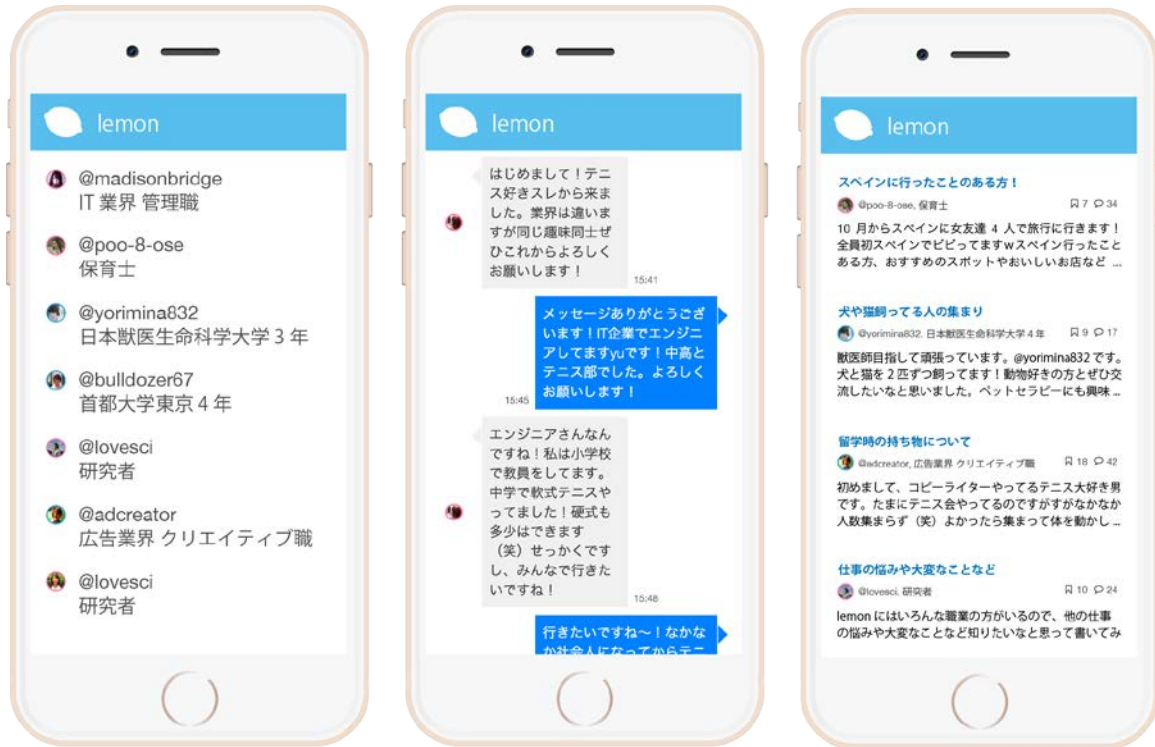 lemon
@madisonbridge
IT 業界 管理職
@poo-8-ose
保育士
@yorimina832
日本獣医生命科学大学 3 年
@bulldozer67
首都大学東京 4 年
@lovesci
研究者
@adcreator
広告業界 クリエイティブ職
@lovesci
研究者
lemon
はじめまして！テニ
ス好きスレから来ま
した。業界は違いま
すが同じ趣味同士ぜ
ひこれからよろしく
お願いします！
15:41
メッセージありがとうござ
います！IT企業でエンジニ
アしてますyuです！中高と
テニス部でした。よろしく
お願いします！
15:45
エンジニアさんなん
ですね！私は小学校
で教員をしてます。
中学で軟式テニスや
ってました！硬式も
多少はできます
（笑）せっかくです
し、みんなで行きた
いですね！
15:48
行きたいですね〜！なかな
か社会人になってからテニ
lemon
スペインに行ったことのある方！
@poo-8-ose, 保育士 7 34
10 月からスペインに女友達 4 人で旅行に行きます！
全員初スペインでビビってますwスペイン行ったこと
ある方、おすすめのスポットやおいしいお店など ...
犬や猫飼ってる人の集まり
@yorimina832, 日本獣医生命科学大学 4 年 9 17
獣医師目指して頑張っています。@yorimina832 です。
犬と猫を 2 匹ずつ飼ってます！動物好きの方とぜひ交
流したいなと思いました。ペットセラピーにも興味 ...
留学時の持ち物について
@adcreator, 広告業界 クリエイティブ職 18 42
初めまして、コピーライターやってるテニス大好き男
です。たまにテニス会やってるのですがすがなかなか
人数集まらず（笑）よかったら集まって体を動かし ...
仕事の悩みや大変なことなど
@lovesci, 研究者 10 24
lemon にはいろんな職業の方がいるので、他の仕事
の悩みや大変なことなど知りたいなと思って書いてみ